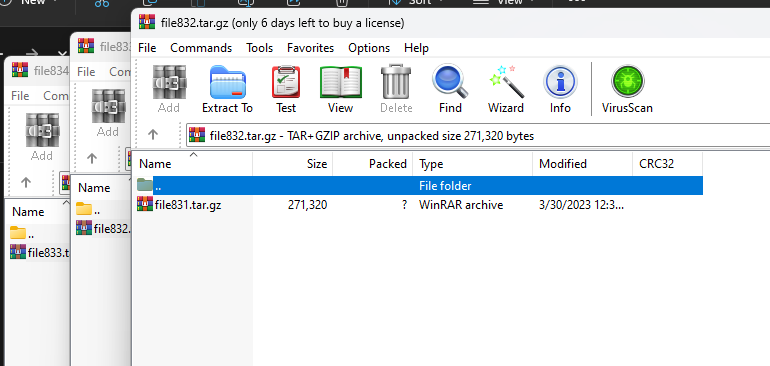 New
Sort
View
file832.tar.gz (only 6 days left to buy a license)
File Commands Tools Favorites Options Help
Add Extract To Test View Delete Find Wizard Info VirusScan
file832.tar.gz - TAR+GZIP archive, unpacked size 271,320 bytes
Name Size Packed Type Modified CRC32
.. File folder
file831.tar.gz 271,320 ? WinRAR archive 3/30/2023 12:3...
file83
File Com
Add
Name
..
file832.
file834
File Com
Add
Name
..
file833.t